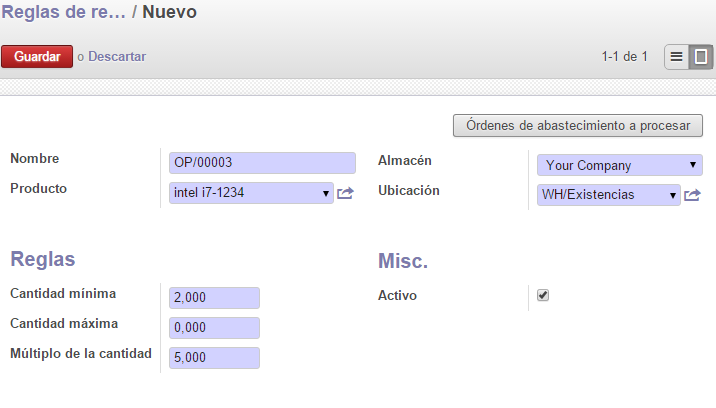 Reglas de re... / Nuevo
Guardar o Descartar
1-1 de 1
Órdenes de abastecimiento a procesar
Nombre OP/00003
Almacén Your Company
Producto intel i7-1234
Ubicación WH/Existencias
Reglas
Misc.
Cantidad mínima 2,000
Activo
Cantidad máxima 0,000
Múltiplo de la cantidad 5,000